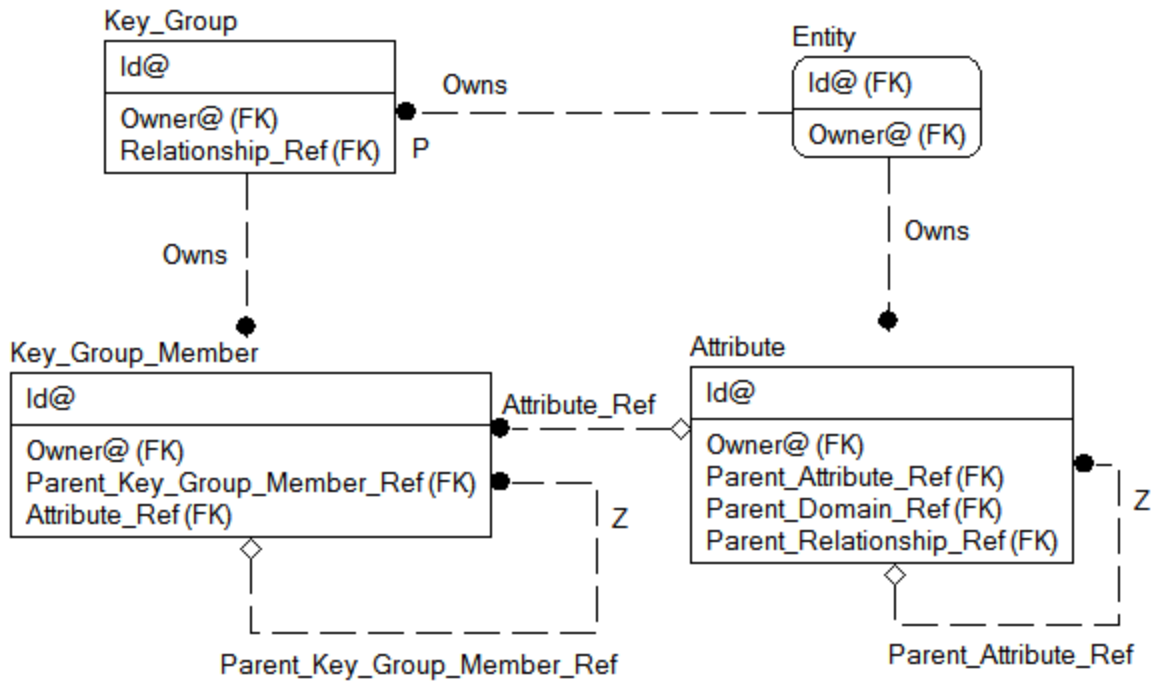 Key_Group
Id@
Owner@ (FK)
Relationship_Ref (FK)
Owns
P
Entity
Id@ (FK)
Owner@ (FK)
Owns
Owns
Key_Group_Member
Id@
Owner@ (FK)
Parent_Key_Group_Member_Ref (FK)
Attribute_Ref (FK)
Attribute_Ref
Z
Parent_Key_Group_Member_Ref
Attribute
Id@
Owner@ (FK)
Parent_Attribute_Ref (FK)
Parent_Domain_Ref (FK)
Parent_Relationship_Ref (FK)
Z
Parent_Attribute_Ref